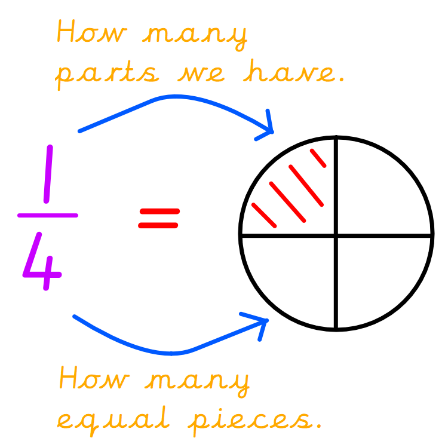 How many
parts we have.
1
4
=
How many
equal pieces.